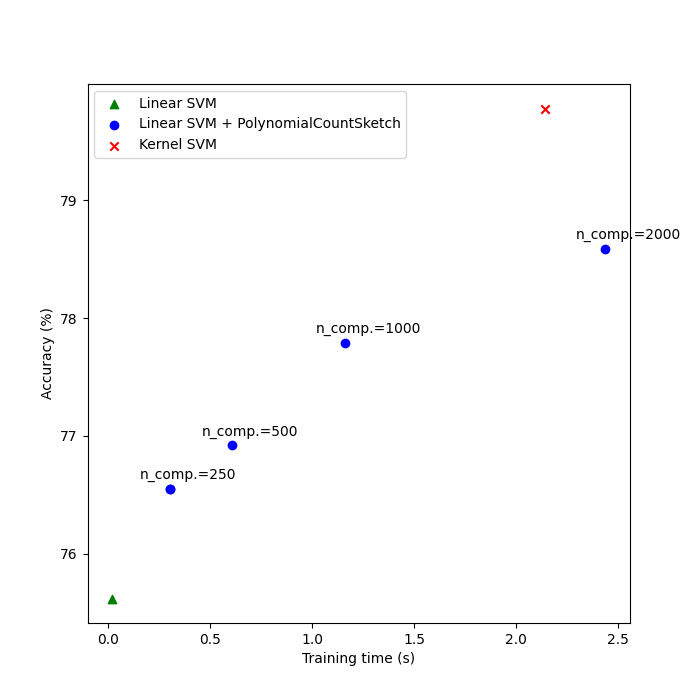 Linear SVM
Linear SVM + PolynomialCountSketch
Kernel SVM
79
n_comp.=2000
78
n_comp.=1000
Accuracy (%)
77
n_comp.=500
n_comp.=250
76
0.0 0.5 1.0 1.5 2.0 2.5
Training time (s)